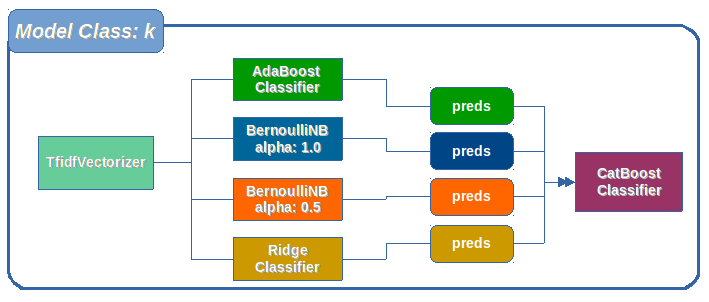 Model Class: k
AdaBoost
Classifier
preds
BernoulliNB
alpha: 1.0
preds
TfidfVectorizer
CatBoost
Classifier
BernoulliNB
alpha: 0.5
preds
Ridge
Classifier
preds